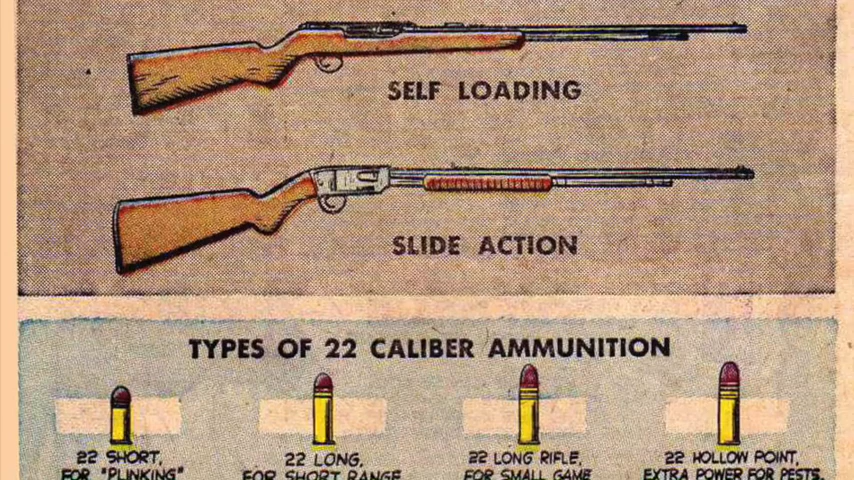 SELF LOADING
SLIDE ACTION
TYPES OF 22 CALIBER AMMUNITION
22 SHORT,
FOR "PLINKING"
22 LONG,
FOR SHORT RANGE
22 LONG RIFLE,
FOR SMALL GAME
22 HOLLOW POINT,
EXTRA POWER FOR PESTS.